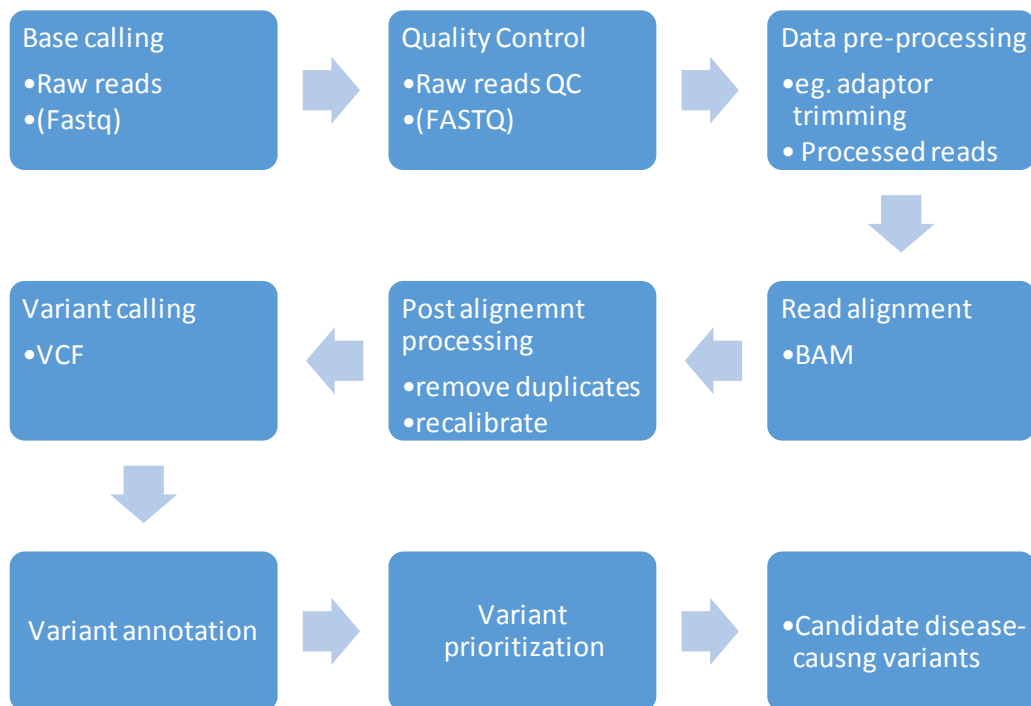 Base calling
•Raw reads
•(Fastq)
Quality Control
•Raw reads QC
•(FASTQ)
Data pre-processing
•eg. adaptor
trimming
• Processed reads
Read alignment
•BAM
Post alignemnt
processing
•remove duplicates
•recalibrate
Variant calling
•VCF
Variant annotation
Variant
prioritization
•Candidate disease-
causng variants